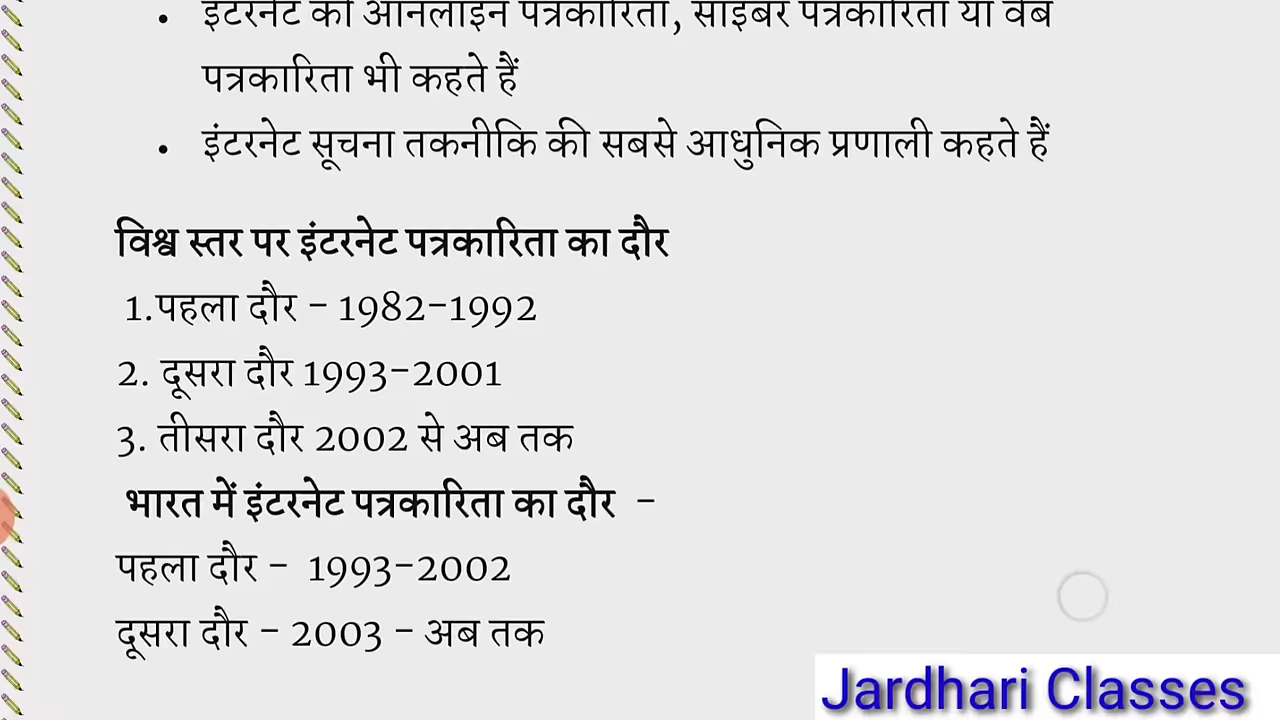 • इंटरनेट को ऑनलाइन पत्रकारिता, साइबर पत्रकारिता या वेब
पत्रकारिता भी कहते हैं
• इंटरनेट सूचना तकनीकि की सबसे आधुनिक प्रणाली कहते हैं
विश्व स्तर पर इंटरनेट पत्रकारिता का दौर
1.पहला दौर - 1982-1992
2. दूसरा दौर 1993-2001
3. तीसरा दौर 2002 से अब तक
भारत में इंटरनेट पत्रकारिता का दौर -
पहला दौर - 1993-2002
दूसरा दौर - 2003 - अब तक
Jardhari Classes